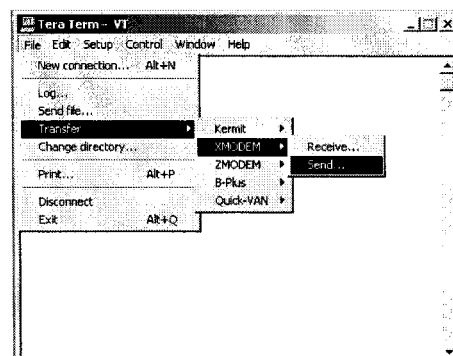 Tera Term - VT
File Edit Setup Control Window Help
New connection... Alt+N
Log...
Send file...
Transfer
Change directory...
Print... Alt+P
Disconnect
Exit Alt+Q
Kermit
XMODEM
ZMODEM
B-Plus
Quick-VAN
Receive...
Send...